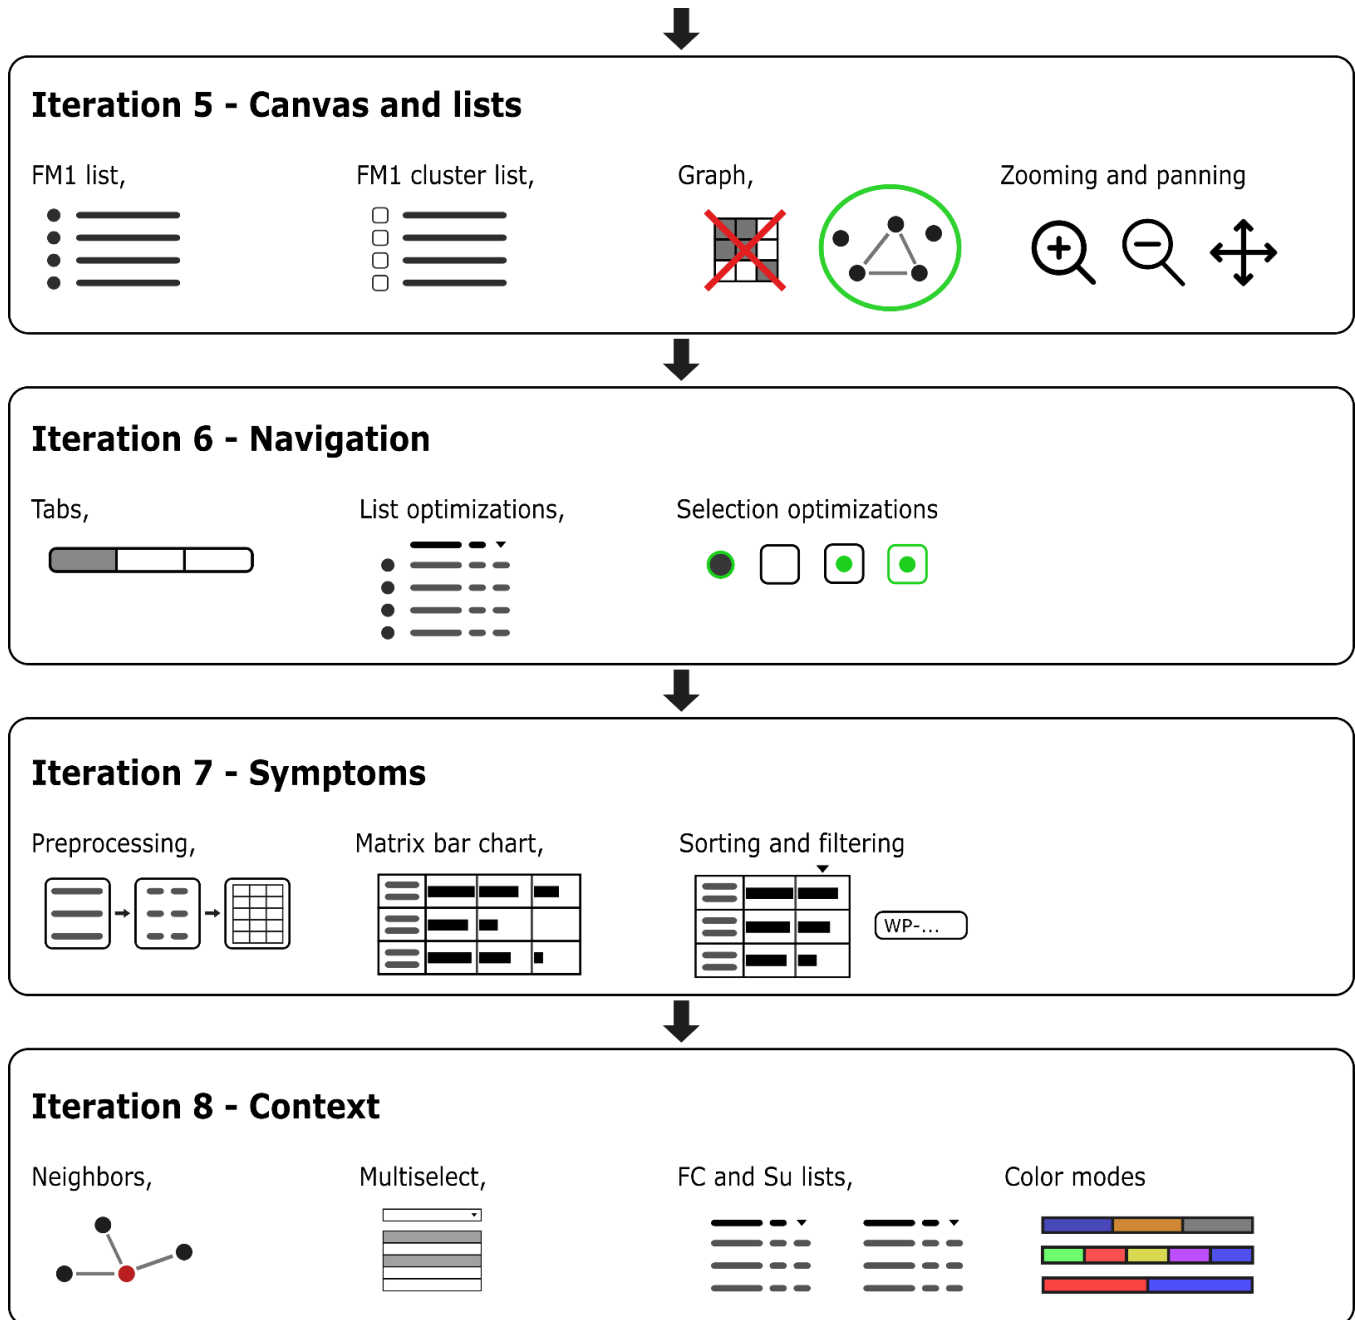 Iteration 5 - Canvas and lists
FM1 list,
FM1 cluster list,
Graph,
Zooming and panning
Iteration 6 - Navigation
Tabs,
List optimizations,
Selection optimizations
Iteration 7 - Symptoms
Preprocessing,
Matrix bar chart,
Sorting and filtering
WP-...
Iteration 8 - Context
Neighbors,
Multiselect,
FC and Su lists,
Color modes